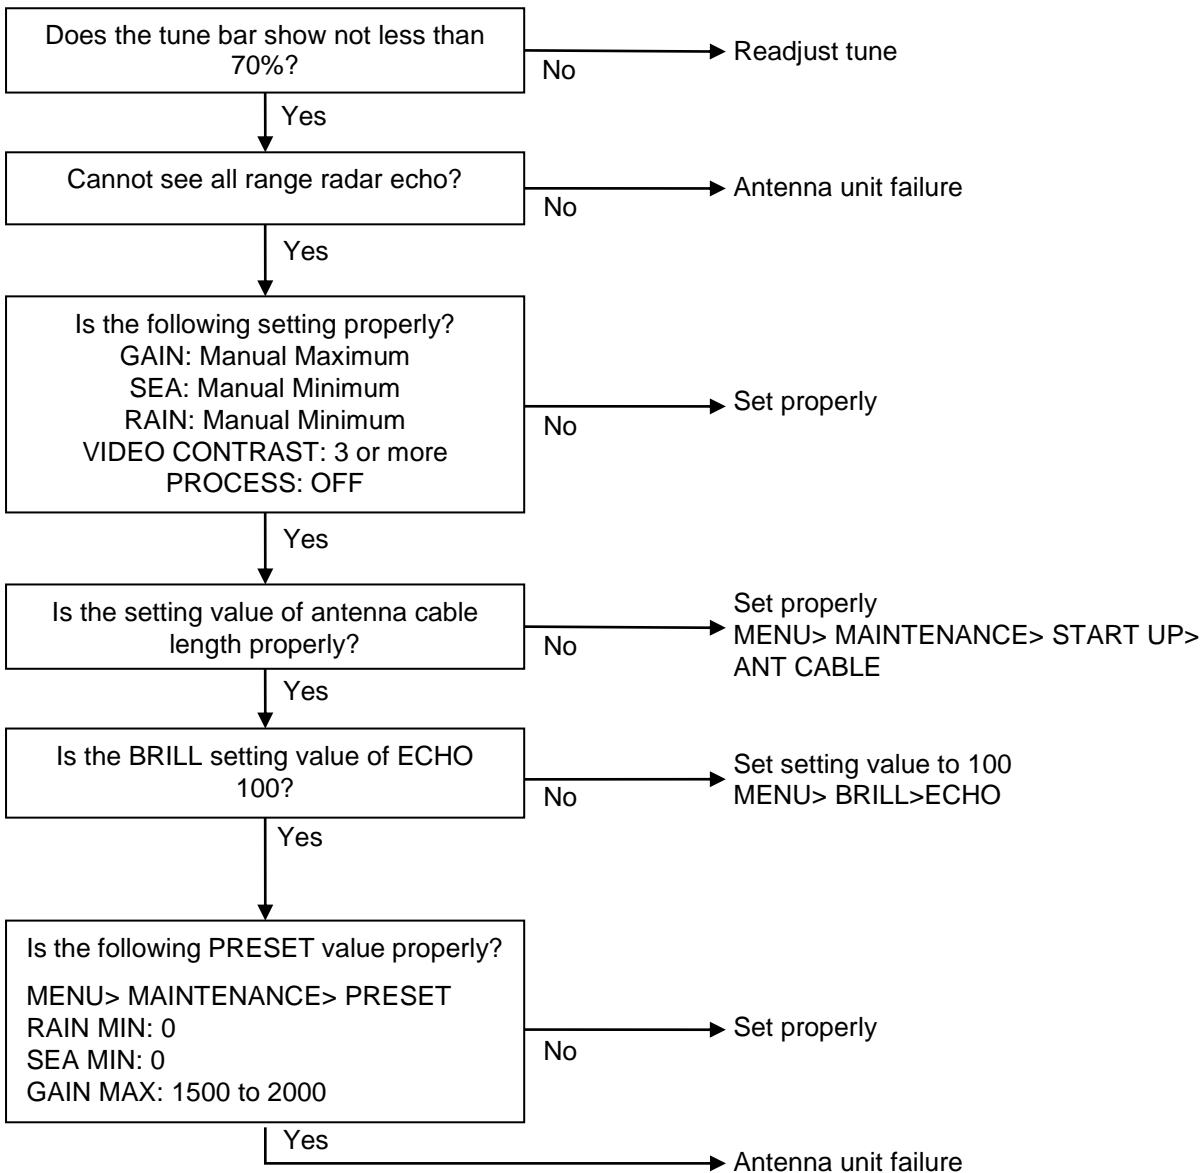 Does the tune bar show not less than
70%?
No
Readjust tune
Yes
Cannot see all range radar echo?
No
Antenna unit failure
Yes
Is the following setting properly?
GAIN: Manual Maximum
SEA: Manual Minimum
RAIN: Manual Minimum
VIDEO CONTRAST: 3 or more
PROCESS: OFF
No
Set properly
Yes
Is the setting value of antenna cable
length properly?
No
Set properly
MENU> MAINTENANCE> START UP>
ANT CABLE
Yes
Is the BRILL setting value of ECHO
100?
No
Set setting value to 100
MENU> BRILL>ECHO
Yes
Is the following PRESET value properly?
MENU> MAINTENANCE> PRESET
RAIN MIN: 0
SEA MIN: 0
GAIN MAX: 1500 to 2000
No
Set properly
Yes
Antenna unit failure